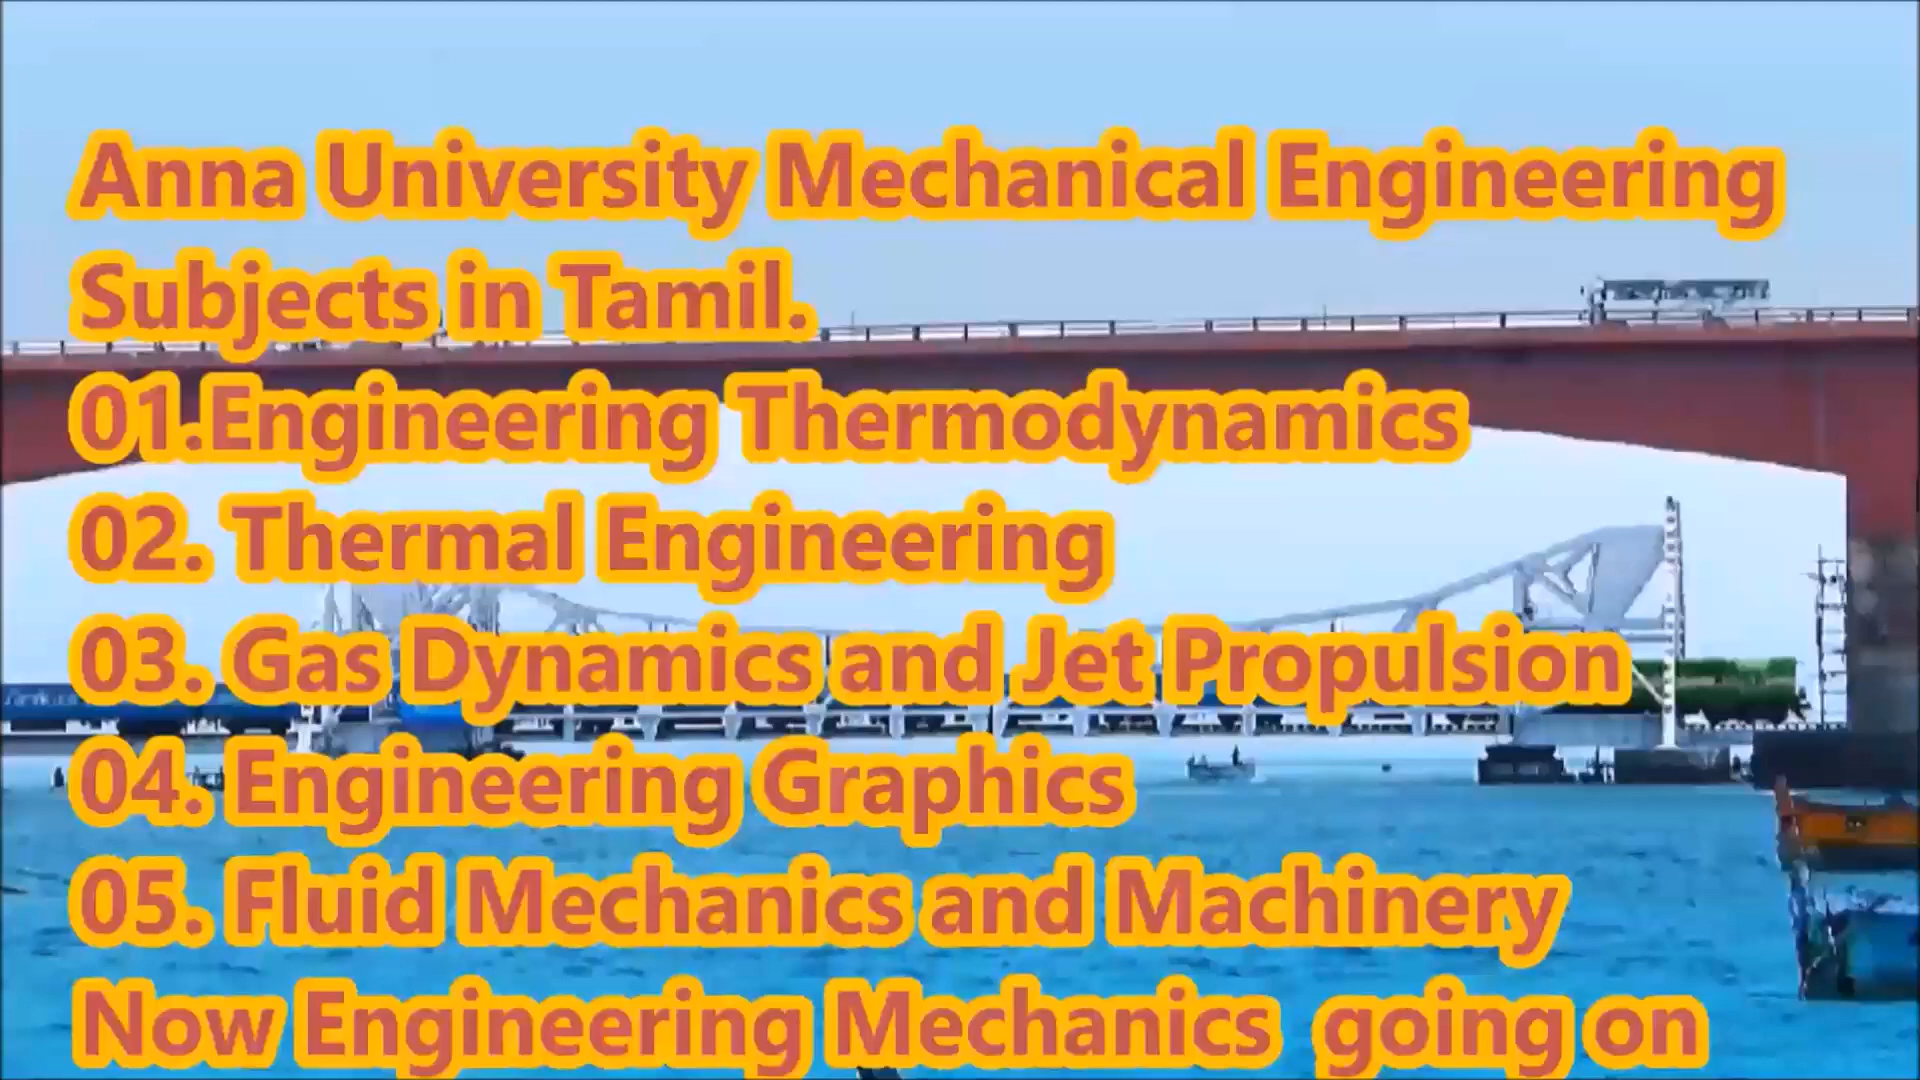 Anna University Mechanical Engineering
Subjects in Tamil.
01.Engineering Thermodynamics
02. Thermal Engineering
03. Gas Dynamics and Jet Propulsion
04. Engineering Graphics
05. Fluid Mechanics and Machinery
Now Engineering Mechanics going on